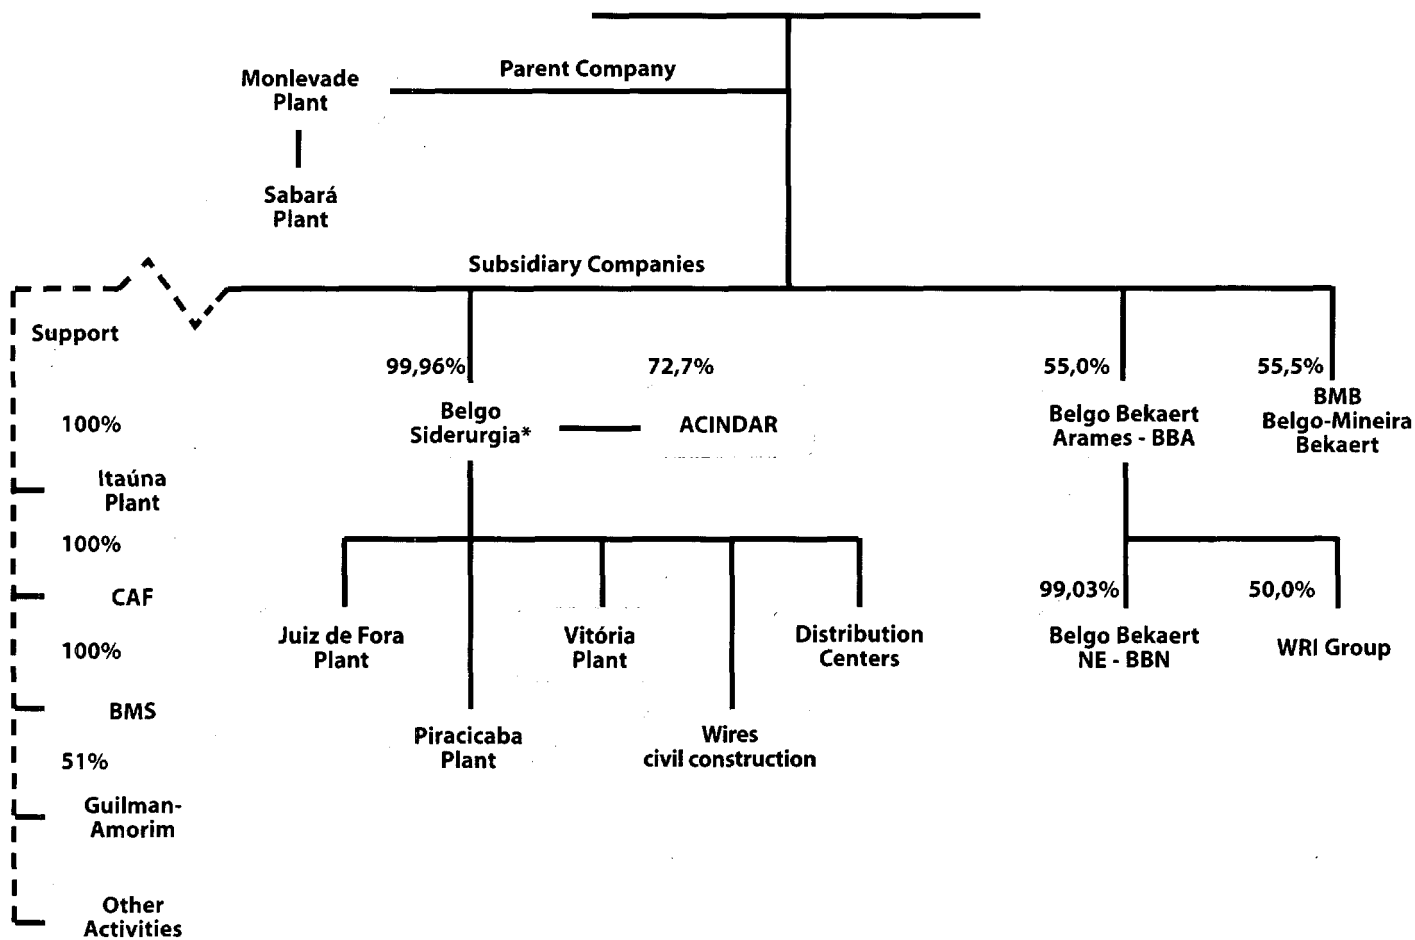 Parent Company
Monlevade
Plant
Sabará
Plant
Subsidiary Companies
Support
99,96%
72,7%
55,0%
55,5%
100%
Belgo
Siderurgia*
ACINDAR
Belgo Bekaert
Arames - BBA
BMB
Belgo-Mineira
Bekaert
Itaúna
Plant
100%
CAF
99,03%
50,0%
100%
Juiz de Fora
Plant
Vitória
Plant
Distribution
Centers
Belgo Bekaert
NE - BBN
WRI Group
BMS
Piracicaba
Plant
Wires
civil construction
51%
Guilman-
Amorim
Other
Activities